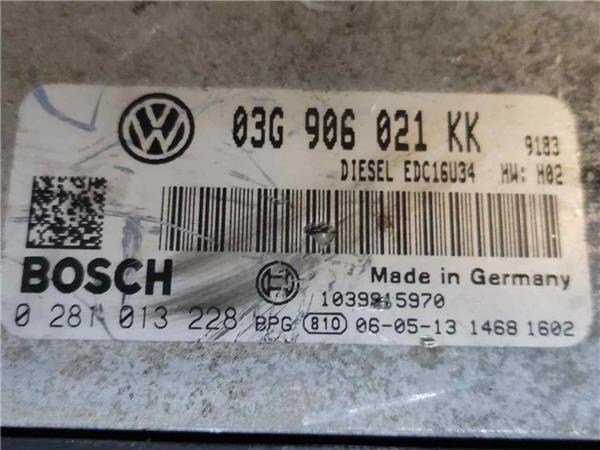 03G 906 021 KK 9183
DIESEL EDC16U34 HW: H02
BOSCH
Made in Germany
1039915970
0 281 013 228 BPG 810 06-05-13 1468 1602